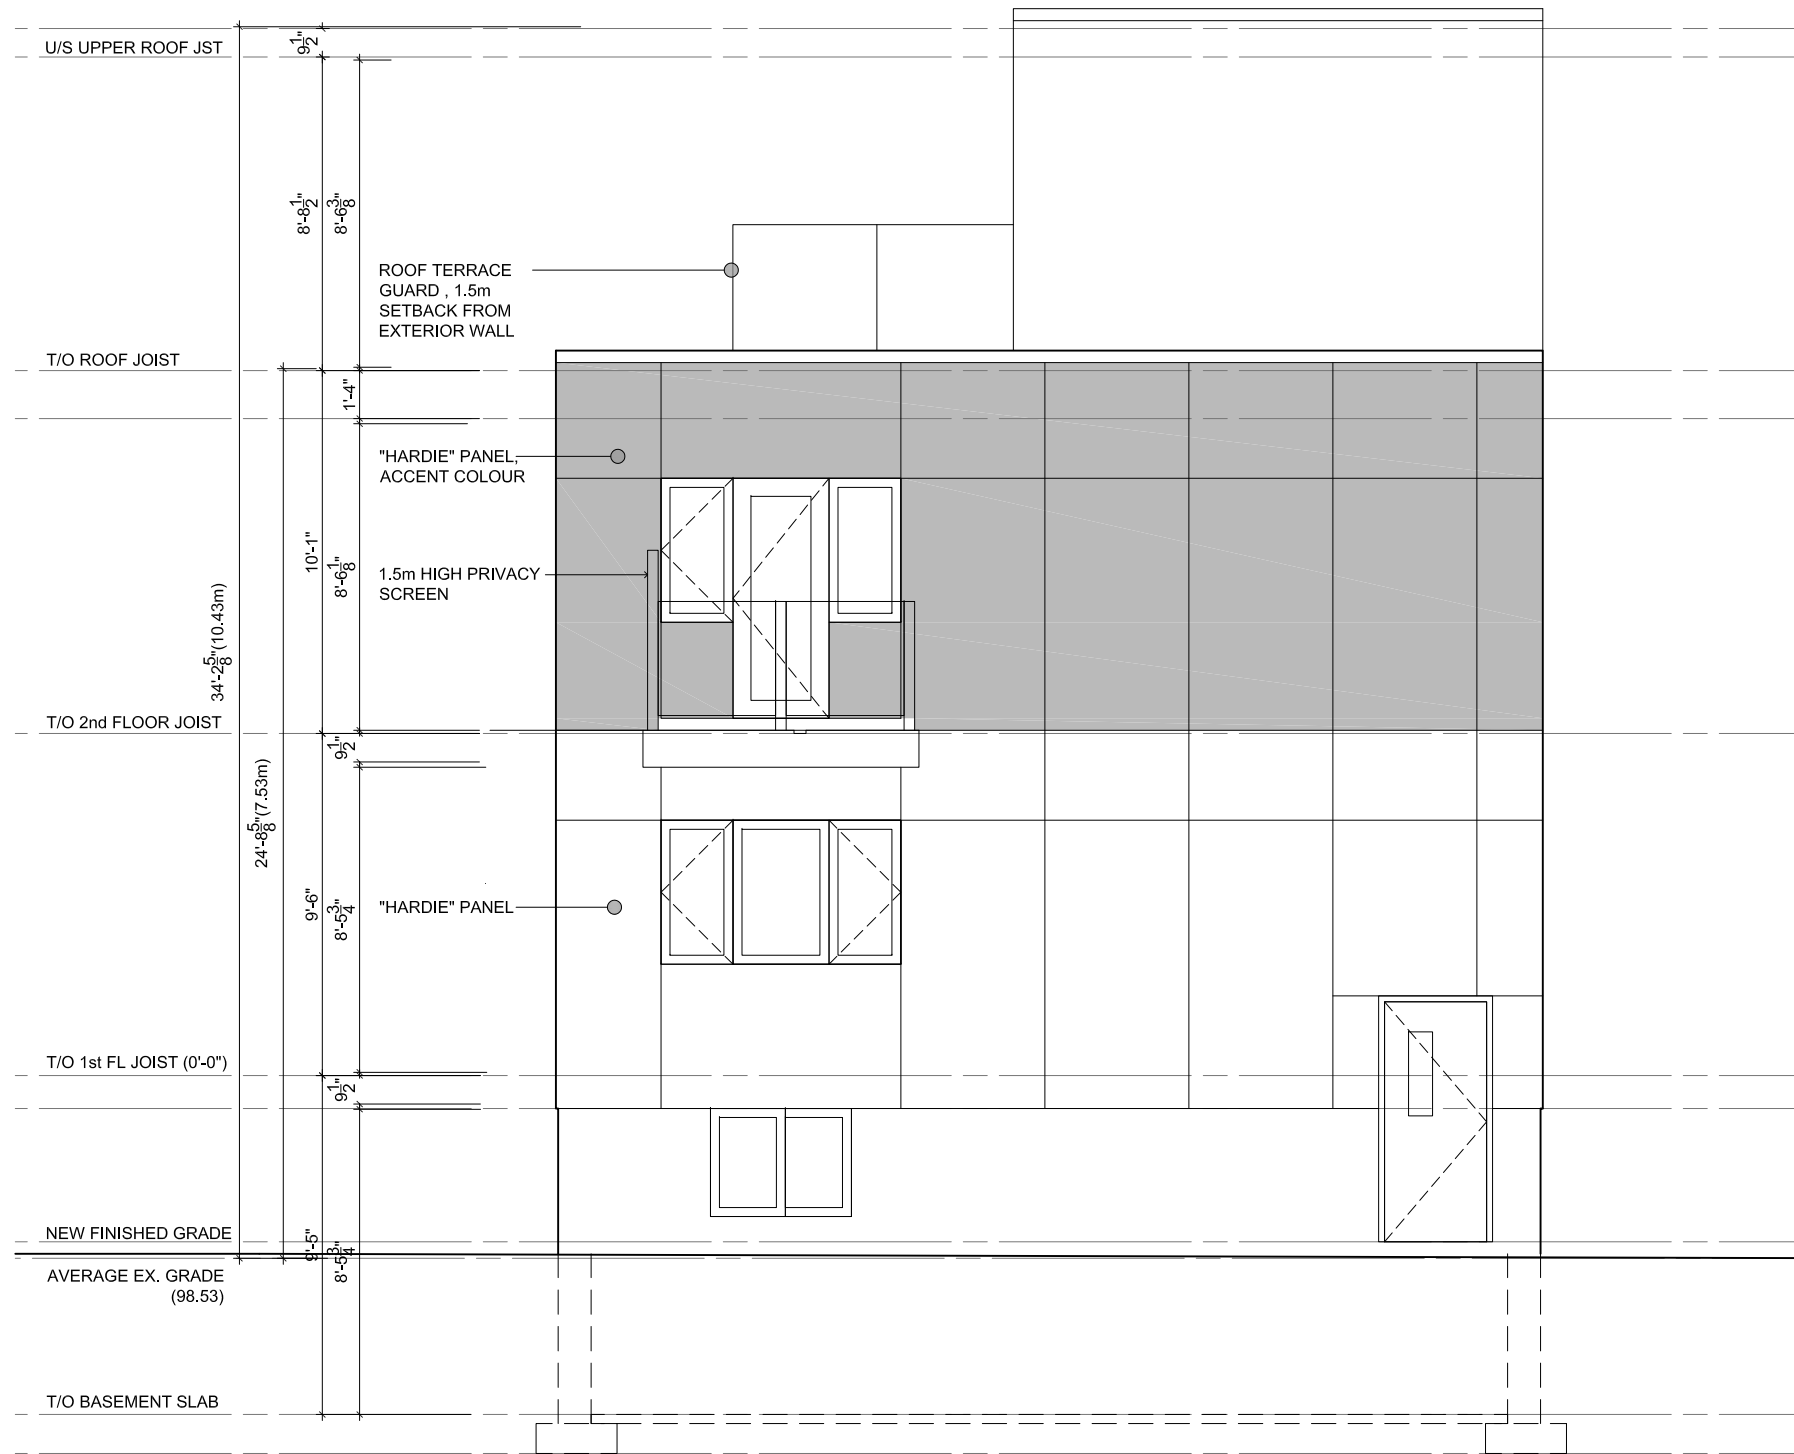 U/S UPPER ROOF JST
9 1/2"
8'-8 1/2"
8'-6 3/8"
ROOF TERRACE
GUARD , 1.5m
SETBACK FROM
EXTERIOR WALL
T/O ROOF JOIST
1'-4"
"HARDIE" PANEL,
ACCENT COLOUR
10'-1"
8'-6 1/8"
1.5m HIGH PRIVACY
SCREEN
34'-2 5/8"(10.43m)
T/O 2nd FLOOR JOIST
9 1/2"
24'-8 5/8"(7.53m)
9'-6"
8'-5 3/4"
"HARDIE" PANEL
T/O 1st FL JOIST (0'-0")
9 1/2"
NEW FINISHED GRADE
9'-5"
8'-5 3/4"
AVERAGE EX. GRADE
(98.53)
T/O BASEMENT SLAB